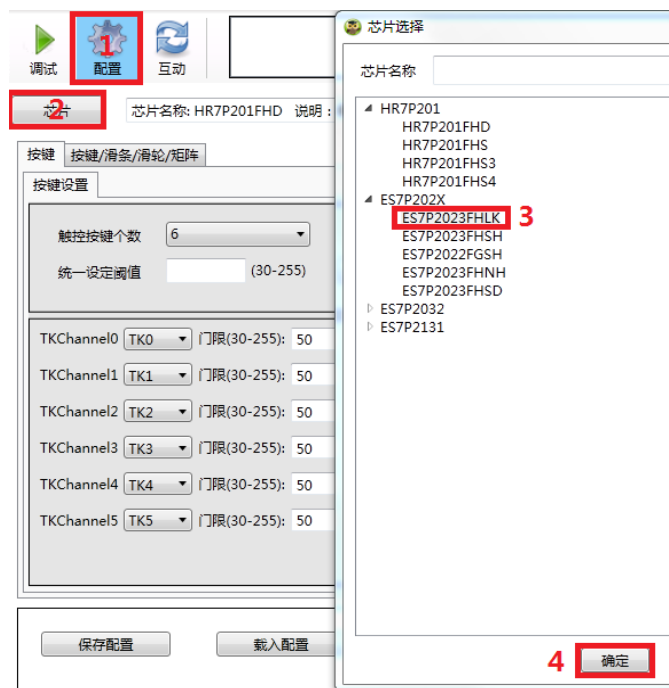 芯片选择
1
调试
配置
互动
芯片名称
2
芯片
芯片名称: HR7P201FHD 说明：
HR7P201
HR7P201FHD
HR7P201FHS
HR7P201FHS3
HR7P201FHS4
ES7P202X
ES7P2023FHLK
3
ES7P2023FHSH
ES7P2022FGSH
ES7P2023FHNH
ES7P2023FHSD
ES7P2032
ES7P2131
按键
按键/滑条/滑轮/矩阵
按键设置
触控按键个数
6
统一设定阈值
(30-255)
TKChannel0 TK0 门限(30-255): 50
TKChannel1 TK1 门限(30-255): 50
TKChannel2 TK2 门限(30-255): 50
TKChannel3 TK3 门限(30-255): 50
TKChannel4 TK4 门限(30-255): 50
TKChannel5 TK5 门限(30-255): 50
保存配置
载入配置
4
确定